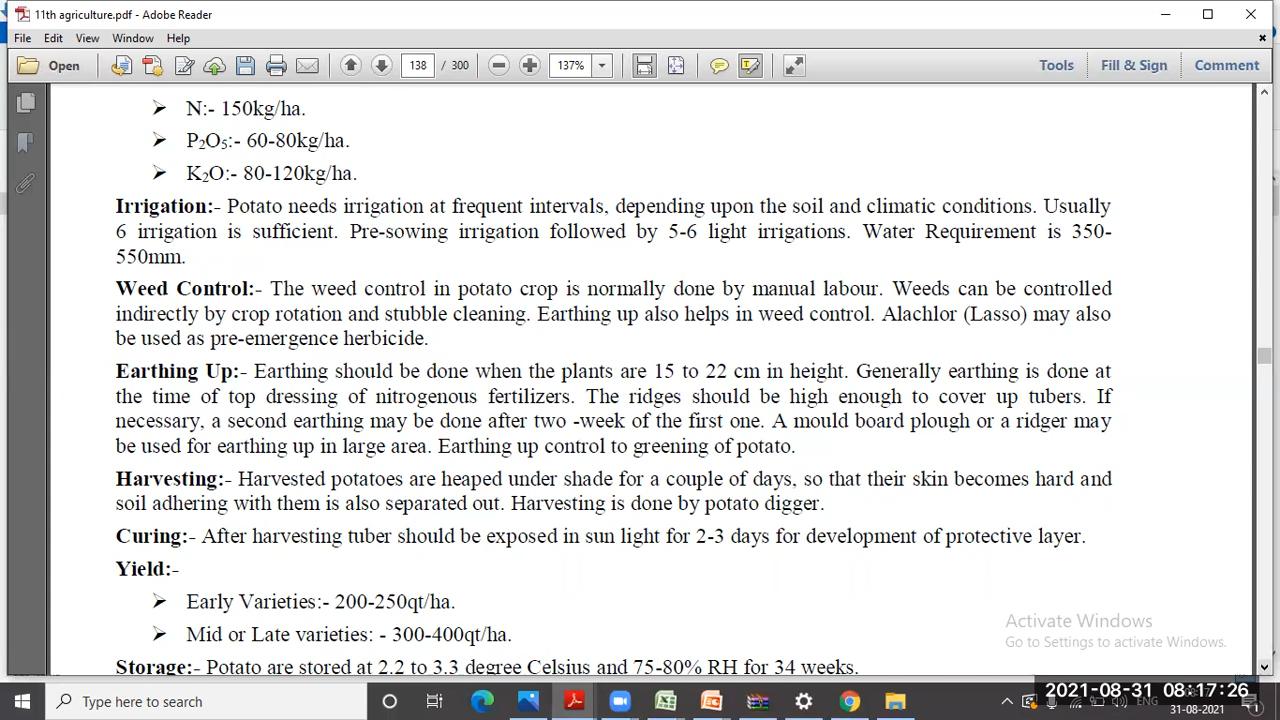 11th agriculture.pdf - Adobe Reader
File Edit View Window Help
Open 138 / 300 137% Tools Fill & Sign Comment
➤ N:- 150kg/ha.
➤ P2O5:- 60-80kg/ha.
➤ K2O:- 80-120kg/ha.
Irrigation:- Potato needs irrigation at frequent intervals, depending upon the soil and climatic conditions. Usually
6 irrigation is sufficient. Pre-sowing irrigation followed by 5-6 light irrigations. Water Requirement is 350-
550mm.
Weed Control:- The weed control in potato crop is normally done by manual labour. Weeds can be controlled
indirectly by crop rotation and stubble cleaning. Earthing up also helps in weed control. Alachlor (Lasso) may also
be used as pre-emergence herbicide.
Earthing Up:- Earthing should be done when the plants are 15 to 22 cm in height. Generally earthing is done at
the time of top dressing of nitrogenous fertilizers. The ridges should be high enough to cover up tubers. If
necessary, a second earthing may be done after two -week of the first one. A mould board plough or a ridger may
be used for earthing up in large area. Earthing up control to greening of potato.
Harvesting:- Harvested potatoes are heaped under shade for a couple of days, so that their skin becomes hard and
soil adhering with them is also separated out. Harvesting is done by potato digger.
Curing:- After harvesting tuber should be exposed in sun light for 2-3 days for development of protective layer.
Yield:-
➤ Early Varieties:- 200-250qt/ha.
➤ Mid or Late varieties: - 300-400qt/ha.
Storage:- Potato are stored at 2.2 to 3.3 degree Celsius and 75-80% RH for 34 weeks.
Activate Windows
Go to Settings to activate Windows.
Type here to search
2021-08-31 08:17:26
ENG
31-08-2021